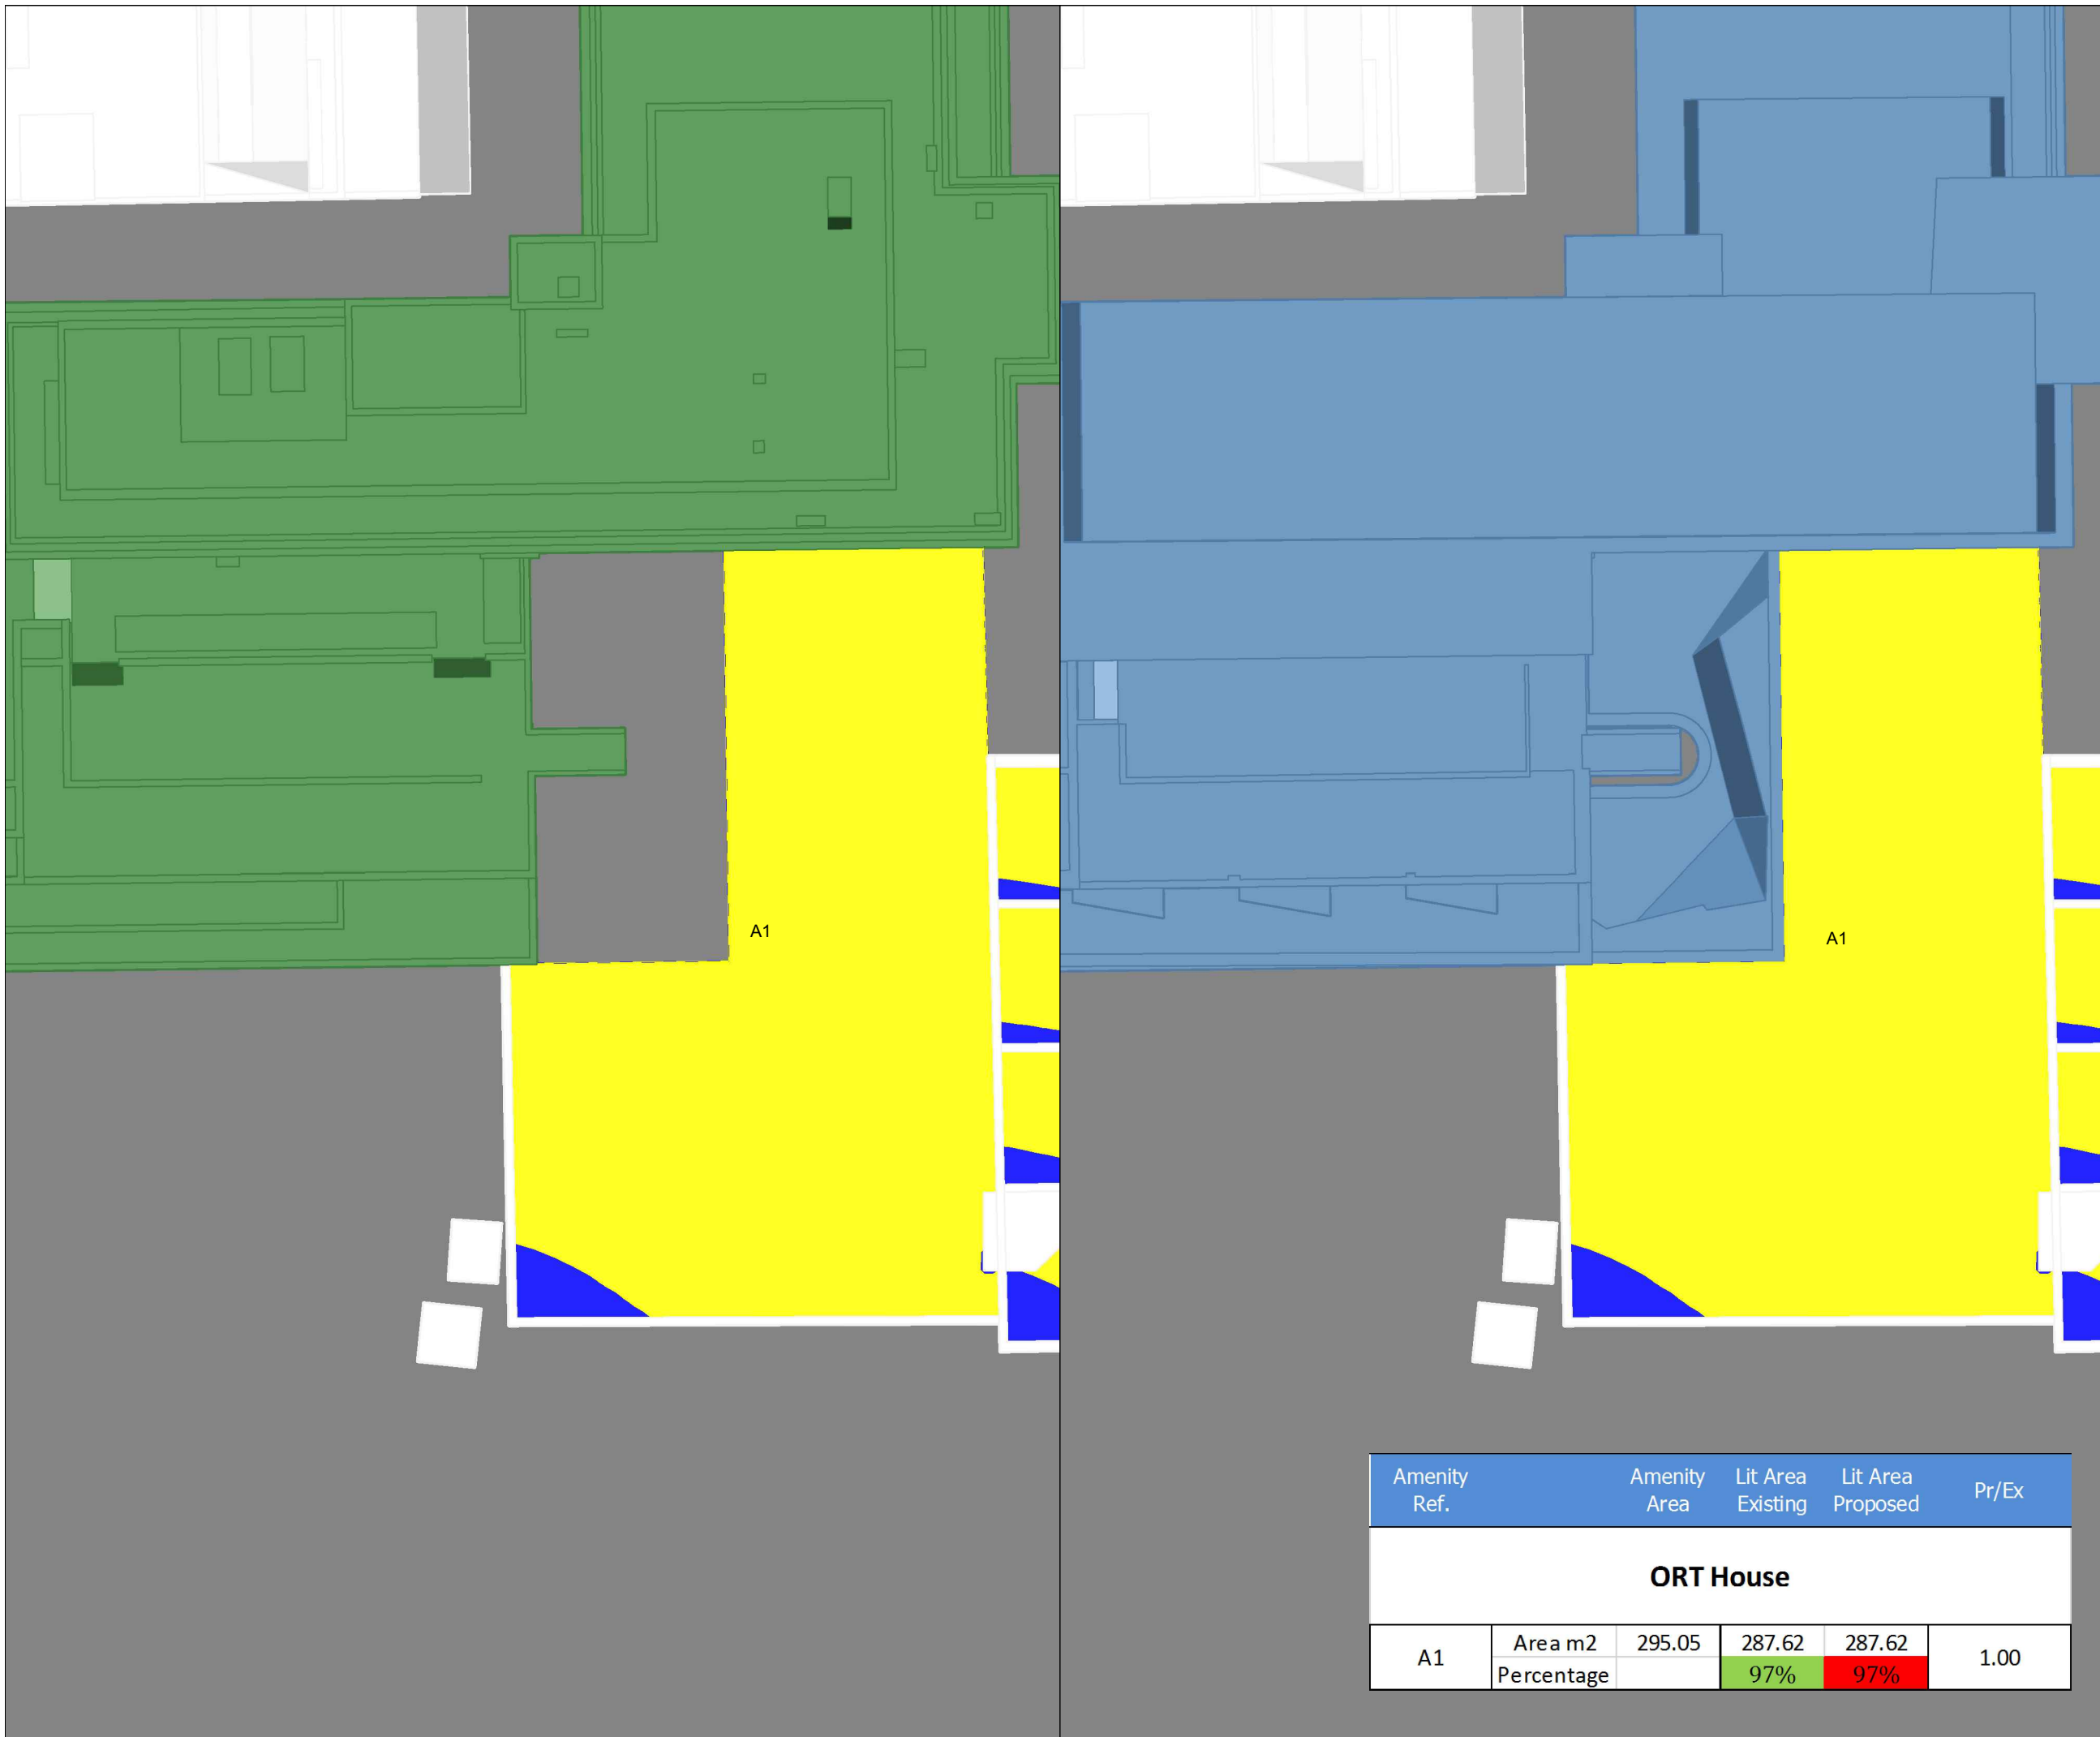 A1
A1
Amenity Ref. Amenity Area Lit Area Existing Lit Area Proposed Pr/Ex
ORT House
A1 Area m2 295.05 287.62 287.62 1.00
Percentage 97% 97%